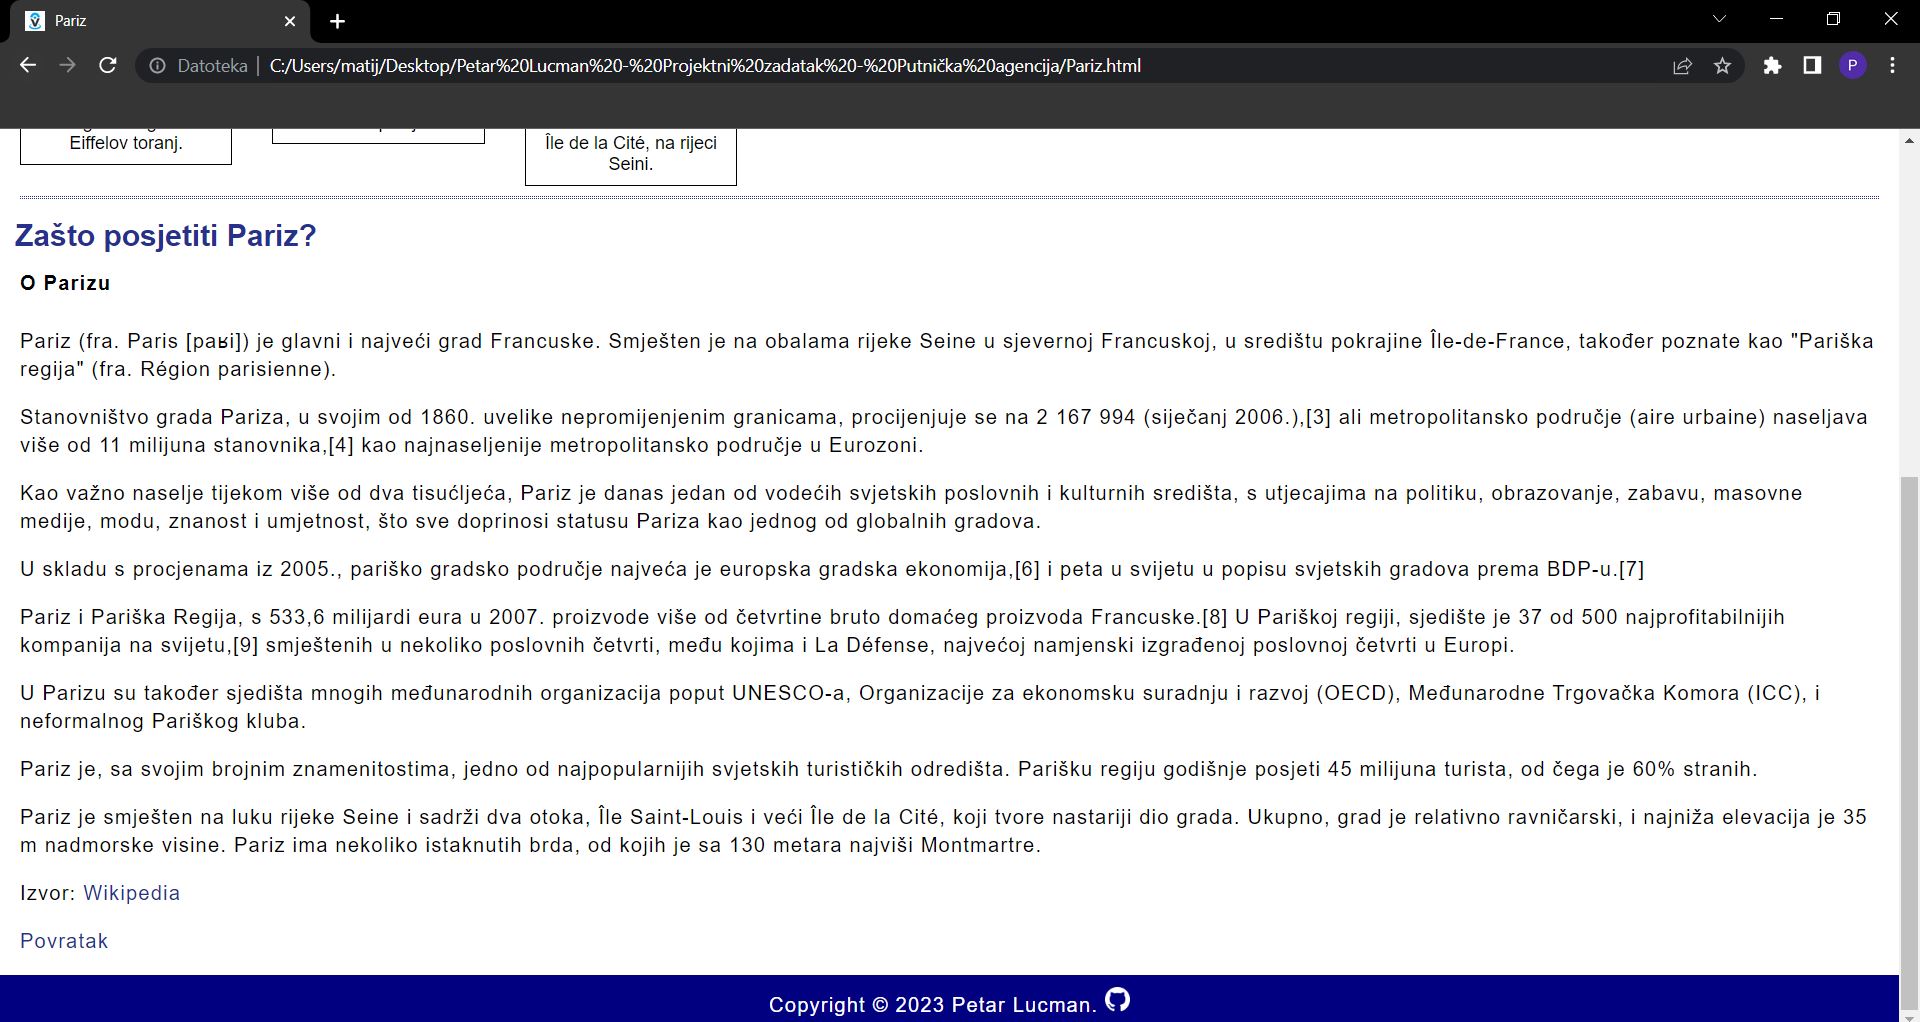 Pariz
Datoteka | C:/Users/matij/Desktop/Petar%20Lucman%20-%20Projektni%20zadatak%20-%20Putnička%20agencija/Pariz.html
P
Eiffelov toranj.
Île de la Cité, na rijeci
Seini.
Zašto posjetiti Pariz?
O Parizu
Pariz (fra. Paris [paʁi]) je glavni i najveći grad Francuske. Smješten je na obalama rijeke Seine u sjevernoj Francuskoj, u središtu pokrajine Île-de-France, također poznate kao "Pariška
regija" (fra. Région parisienne).
Stanovništvo grada Pariza, u svojim od 1860. uvelike nepromijenjenim granicama, procijenjuje se na 2 167 994 (siječanj 2006.),[3] ali metropolitansko područje (aire urbaine) naseljava
više od 11 milijuna stanovnika,[4] kao najnaseljenije metropolitansko područje u Eurozoni.
Kao važno naselje tijekom više od dva tisućljeća, Pariz je danas jedan od vodećih svjetskih poslovnih i kulturnih središta, s utjecajima na politiku, obrazovanje, zabavu, masovne
medije, modu, znanost i umjetnost, što sve doprinosi statusu Pariza kao jednog od globalnih gradova.
U skladu s procjenama iz 2005., pariško gradsko područje najveća je europska gradska ekonomija,[6] i peta u svijetu u popisu svjetskih gradova prema BDP-u.[7]
Pariz i Pariška Regija, s 533,6 milijardi eura u 2007. proizvode više od četvrtine bruto domaćeg proizvoda Francuske.[8] U Pariškoj regiji, sjedište je 37 od 500 najprofitabilnijih
kompanija na svijetu,[9] smještenih u nekoliko poslovnih četvrti, među kojima i La Défense, najvećoj namjenski izgrađenoj poslovnoj četvrti u Europi.
U Parizu su također sjedišta mnogih međunarodnih organizacija poput UNESCO-a, Organizacije za ekonomsku suradnju i razvoj (OECD), Međunarodne Trgovačka Komora (ICC), i
neformalnog Pariškog kluba.
Pariz je, sa svojim brojnim znamenitostima, jedno od najpopularnijih svjetskih turističkih odredišta. Parišku regiju godišnje posjeti 45 milijuna turista, od čega je 60% stranih.
Pariz je smješten na luku rijeke Seine i sadrži dva otoka, Île Saint-Louis i veći Île de la Cité, koji tvore nastariji dio grada. Ukupno, grad je relativno ravničarski, i najniža elevacija je 35
m nadmorske visine. Pariz ima nekoliko istaknutih brda, od kojih je sa 130 metara najviši Montmartre.
Izvor: Wikipedia
Povratak
Copyright © 2023 Petar Lucman.